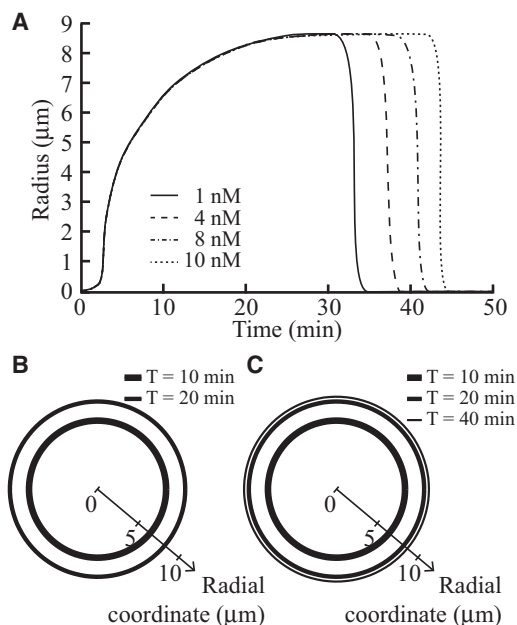 A
9
8
7
6
5
4
3
2
1
0
Radius (μm)
1 nM
4 nM
8 nM
10 nM
0 10 20 30 40 50
Time (min)
B
T = 10 min
T = 20 min
0
5
10
Radial
coordinate (μm)
C
T = 10 min
T = 20 min
T = 40 min
0
5
10
Radial
coordinate (μm)